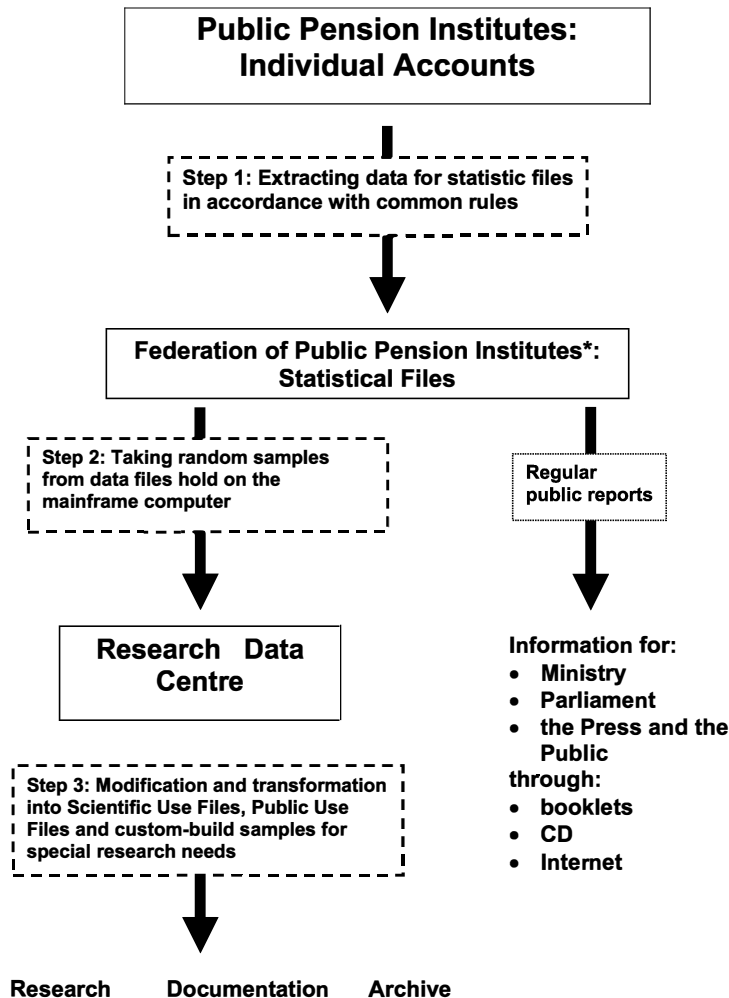 Public Pension Institutes:
Individual Accounts
Step 1: Extracting data for statistic files
in accordance with common rules
Federation of Public Pension Institutes*:
Statistical Files
Step 2: Taking random samples
from data files hold on the
mainframe computer
Regular
public reports
Research Data
Centre
Information for:
• Ministry
• Parliament
• the Press and the
Public
through:
• booklets
• CD
• Internet
Step 3: Modification and transformation
into Scientific Use Files, Public Use
Files and custom-build samples for
special research needs
Research Documentation Archive